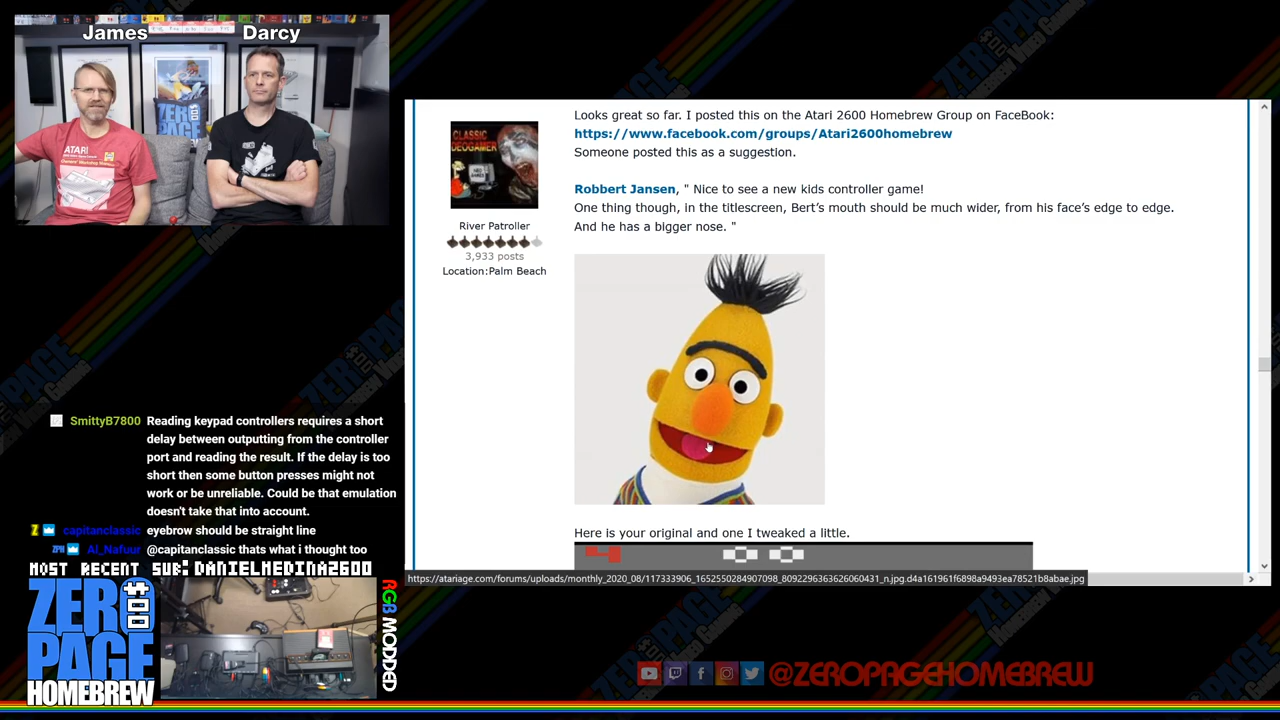 James
Darcy
ATARI
ZERO
PAGE
Looks great so far. I posted this on the Atari 2600 Homebrew Group on FaceBook:
https://www.facebook.com/groups/Atari2600homebrew
Someone posted this as a suggestion.
Robbert Jansen, " Nice to see a new kids controller game!
One thing though, in the titlescreen, Bert's mouth should be much wider, from his face's edge to edge.
And he has a bigger nose. "
CLASSIC
River Patroller
3,933 posts
Location:Palm Beach
Here is your original and one I tweaked a little.
https://atariage.com/forums/uploads/monthly_2020_08/117333906_1652550284907098_8092296363626060431_n.jpg.d4a161961f6898a9493ea78521b8abae.jpg
SmittyB7800 Reading keypad controllers requires a short
delay between outputting from the controller
port and reading the result. If the delay is too
short then some button presses might not
work or be unreliable. Could be that emulation
doesn't take that into account.
capitanclassic eyebrow should be straight line
Al_Nafuur @capitanclassic thats what i thought too
MOST RECENT SUB: DANIELMEDINA2600
ZERO
PAGE
HOMEBREW
RGB MODDED
@ZEROPAGEHOMEBREW